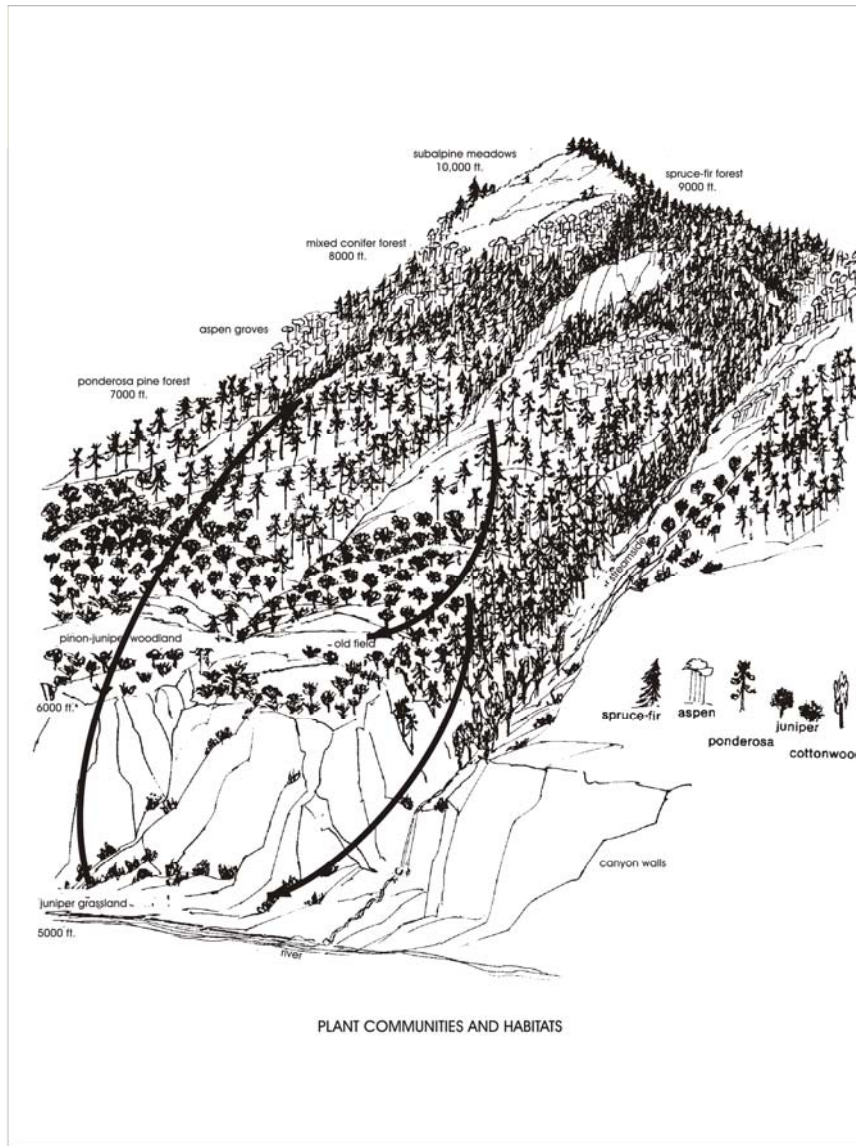 subalpine meadows
10,000 ft.
spruce-fir forest
9000 ft.
mixed conifer forest
8000 ft.
aspen groves
ponderosa pine forest
7000 ft.
streamside
pinon-juniper woodland
old field
6000 ft.
spruce-fir
aspen
ponderosa
juniper
cottonwood
canyon walls
juniper grassland
5000 ft.
river
PLANT COMMUNITIES AND HABITATS